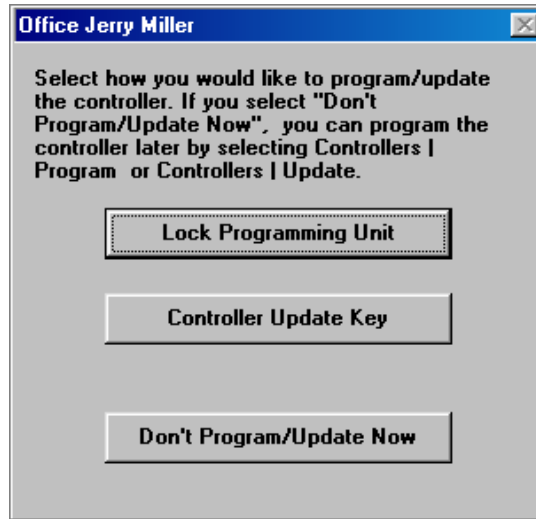 Office Jerry Miller
Select how you would like to program/update
the controller. If you select "Don't
Program/Update Now",  you can program the
controller later by selecting Controllers |
Program  or Controllers | Update.
Lock Programming Unit
Controller Update Key
Don't Program/Update Now